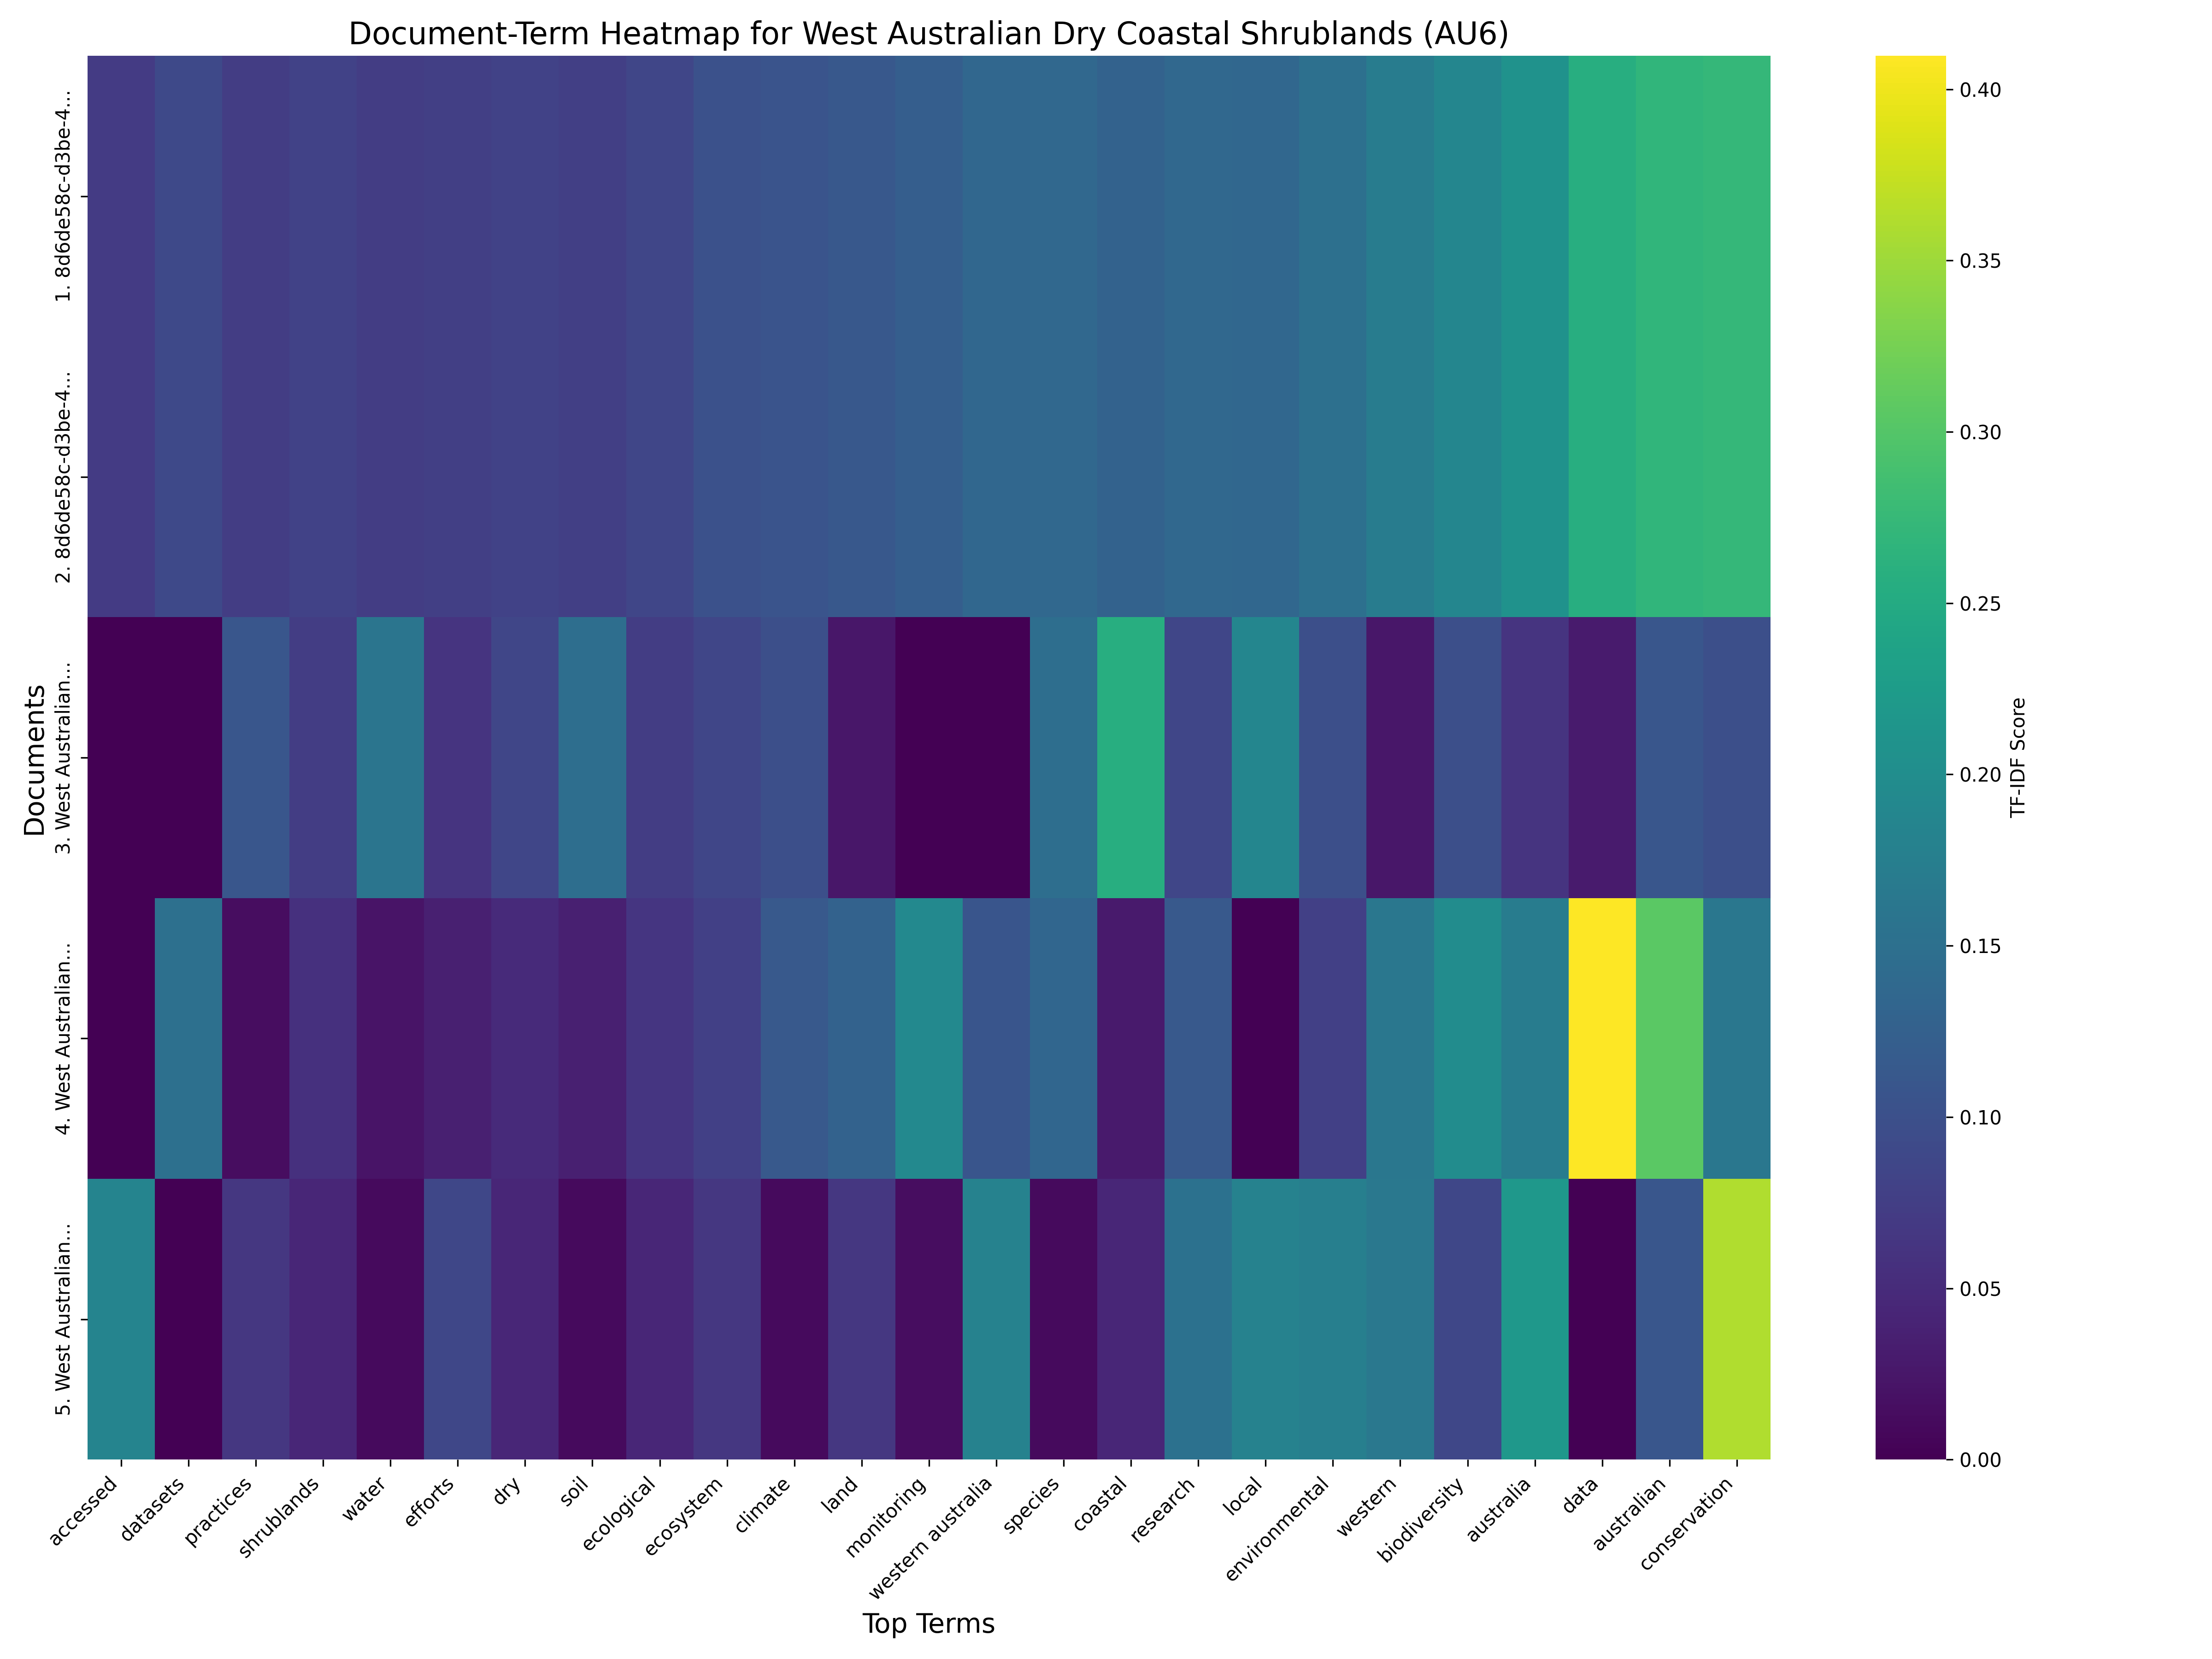 Document-Term Heatmap for West Australian Dry Coastal Shrublands (AU6)
Documents
1. 8d6de58c-d3be-4...
2. 8d6de58c-d3be-4...
3. West Australian...
4. West Australian...
5. West Australian...
accessed
datasets
practices
shrublands
water
efforts
dry
soil
ecological
ecosystem
climate
land
monitoring
western australia
species
coastal
research
local
environmental
western
biodiversity
australia
data
australian
conservation
Top Terms
0.40
0.35
0.30
0.25
0.20
0.15
0.10
0.05
0.00
TF-IDF Score